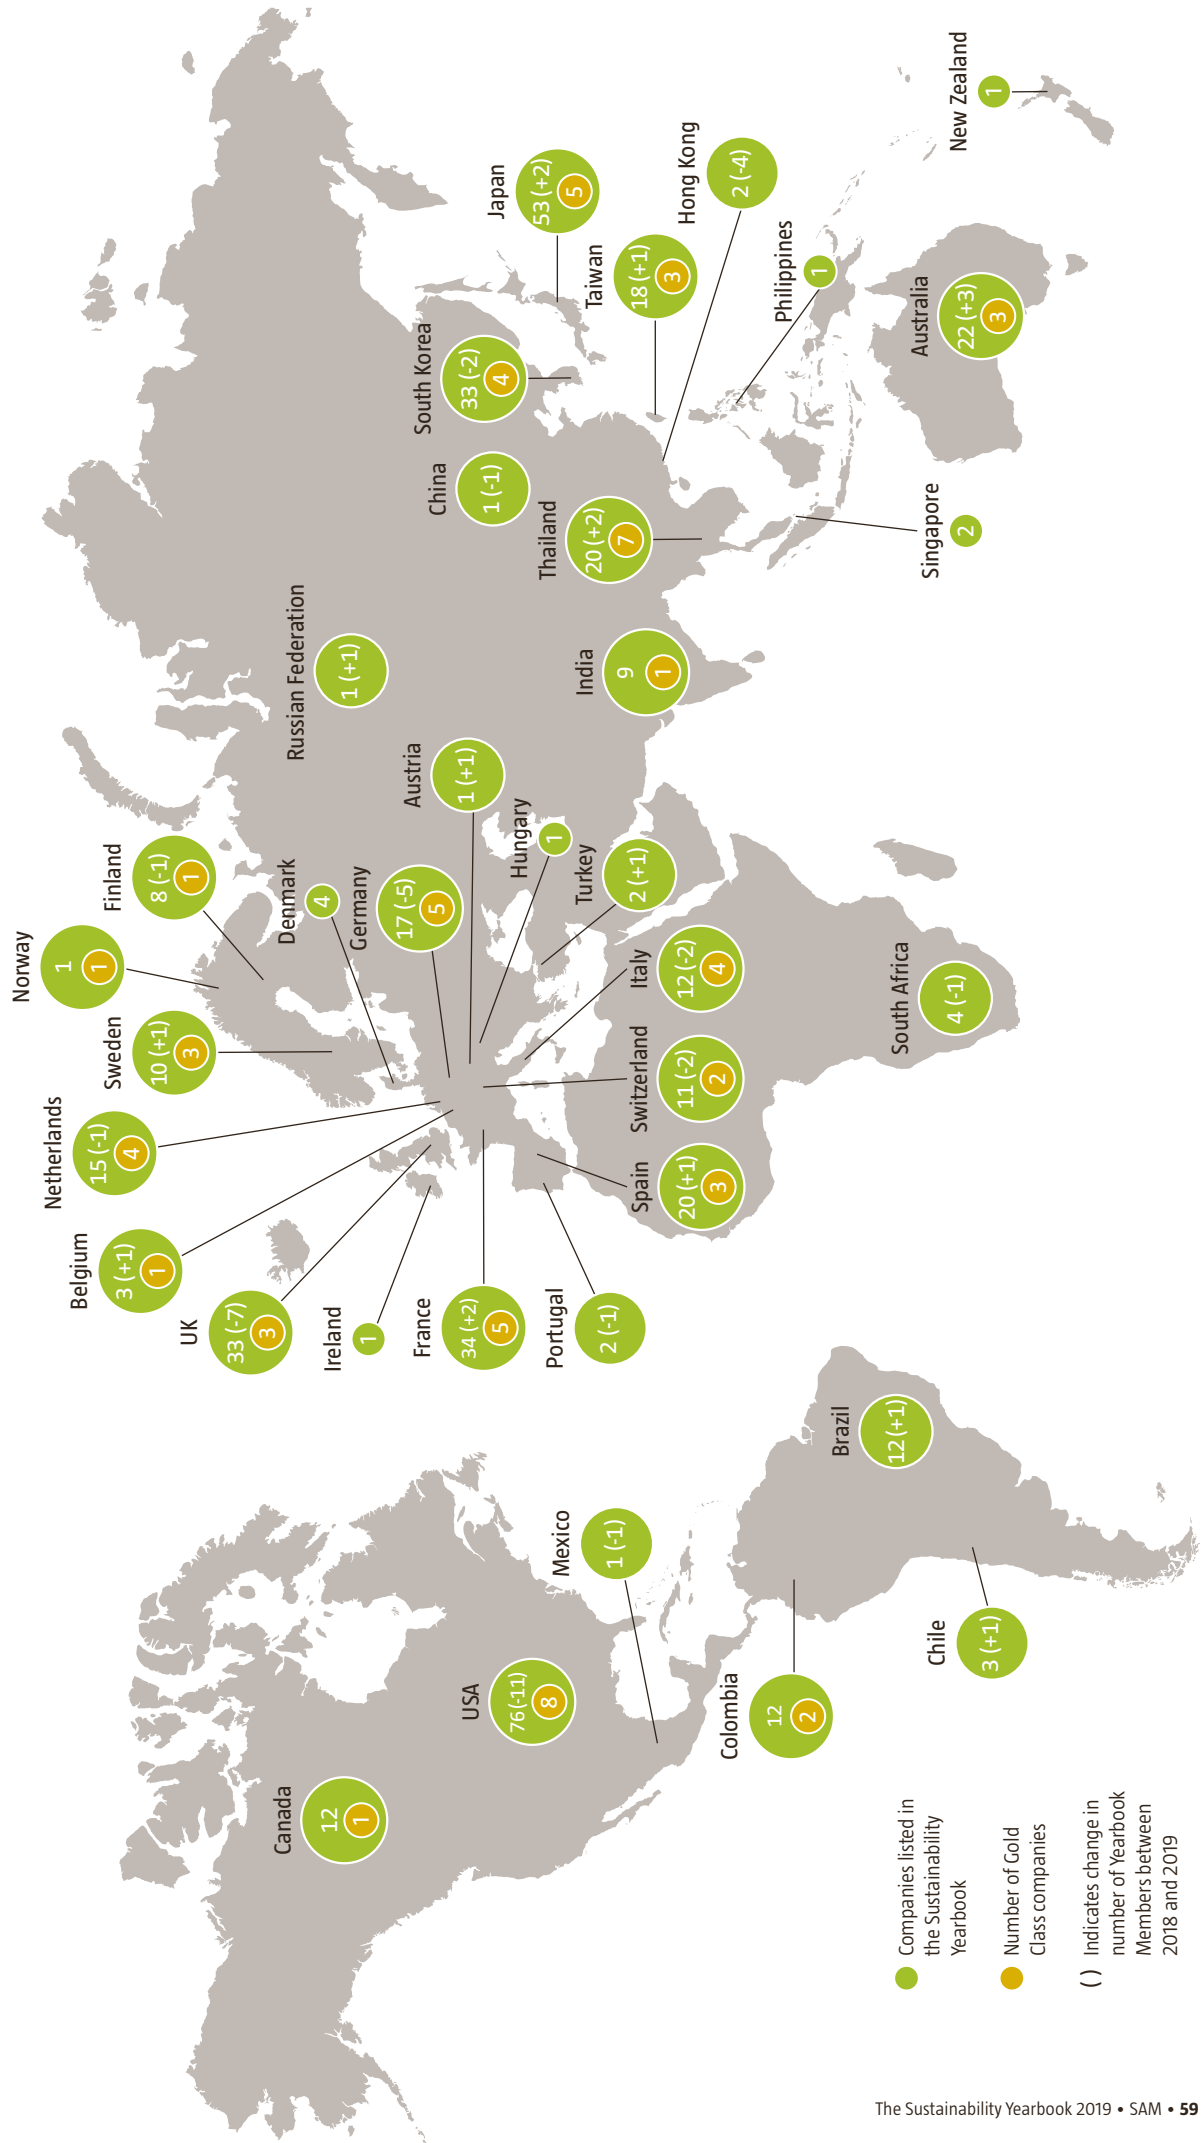 Canada
12
1
USA
76 (-11)
8
Mexico
1 (-1)
Colombia
12
2
Chile
3 (+1)
Brazil
12 (+1)
Norway
1
1
Finland
8 (-1)
1
Sweden
10 (+1)
3
Netherlands
15 (-1)
4
Belgium
3 (+1)
1
UK
33 (-7)
3
Ireland
1
France
34 (+2)
5
Portugal
2 (-1)
Denmark
4
Germany
17 (-5)
5
Austria
1 (+1)
Hungary
1
Turkey
2 (+1)
Italy
12 (-2)
4
Switzerland
11 (-2)
2
Spain
20 (+1)
3
South Africa
4 (-1)
Russian Federation
1 (+1)
India
9
1
China
1 (-1)
Thailand
20 (+2)
7
South Korea
33 (-2)
4
Japan
53 (+2)
5
Taiwan
18 (+1)
3
Hong Kong
2 (-4)
Philippines
1
Singapore
2
Australia
22 (+3)
3
New Zealand
1
Companies listed in
the Sustainability
Yearbook
Number of Gold
Class companies
( ) Indicates change in
number of Yearbook
Members between
2018 and 2019
The Sustainability Yearbook 2019 • SAM • 59